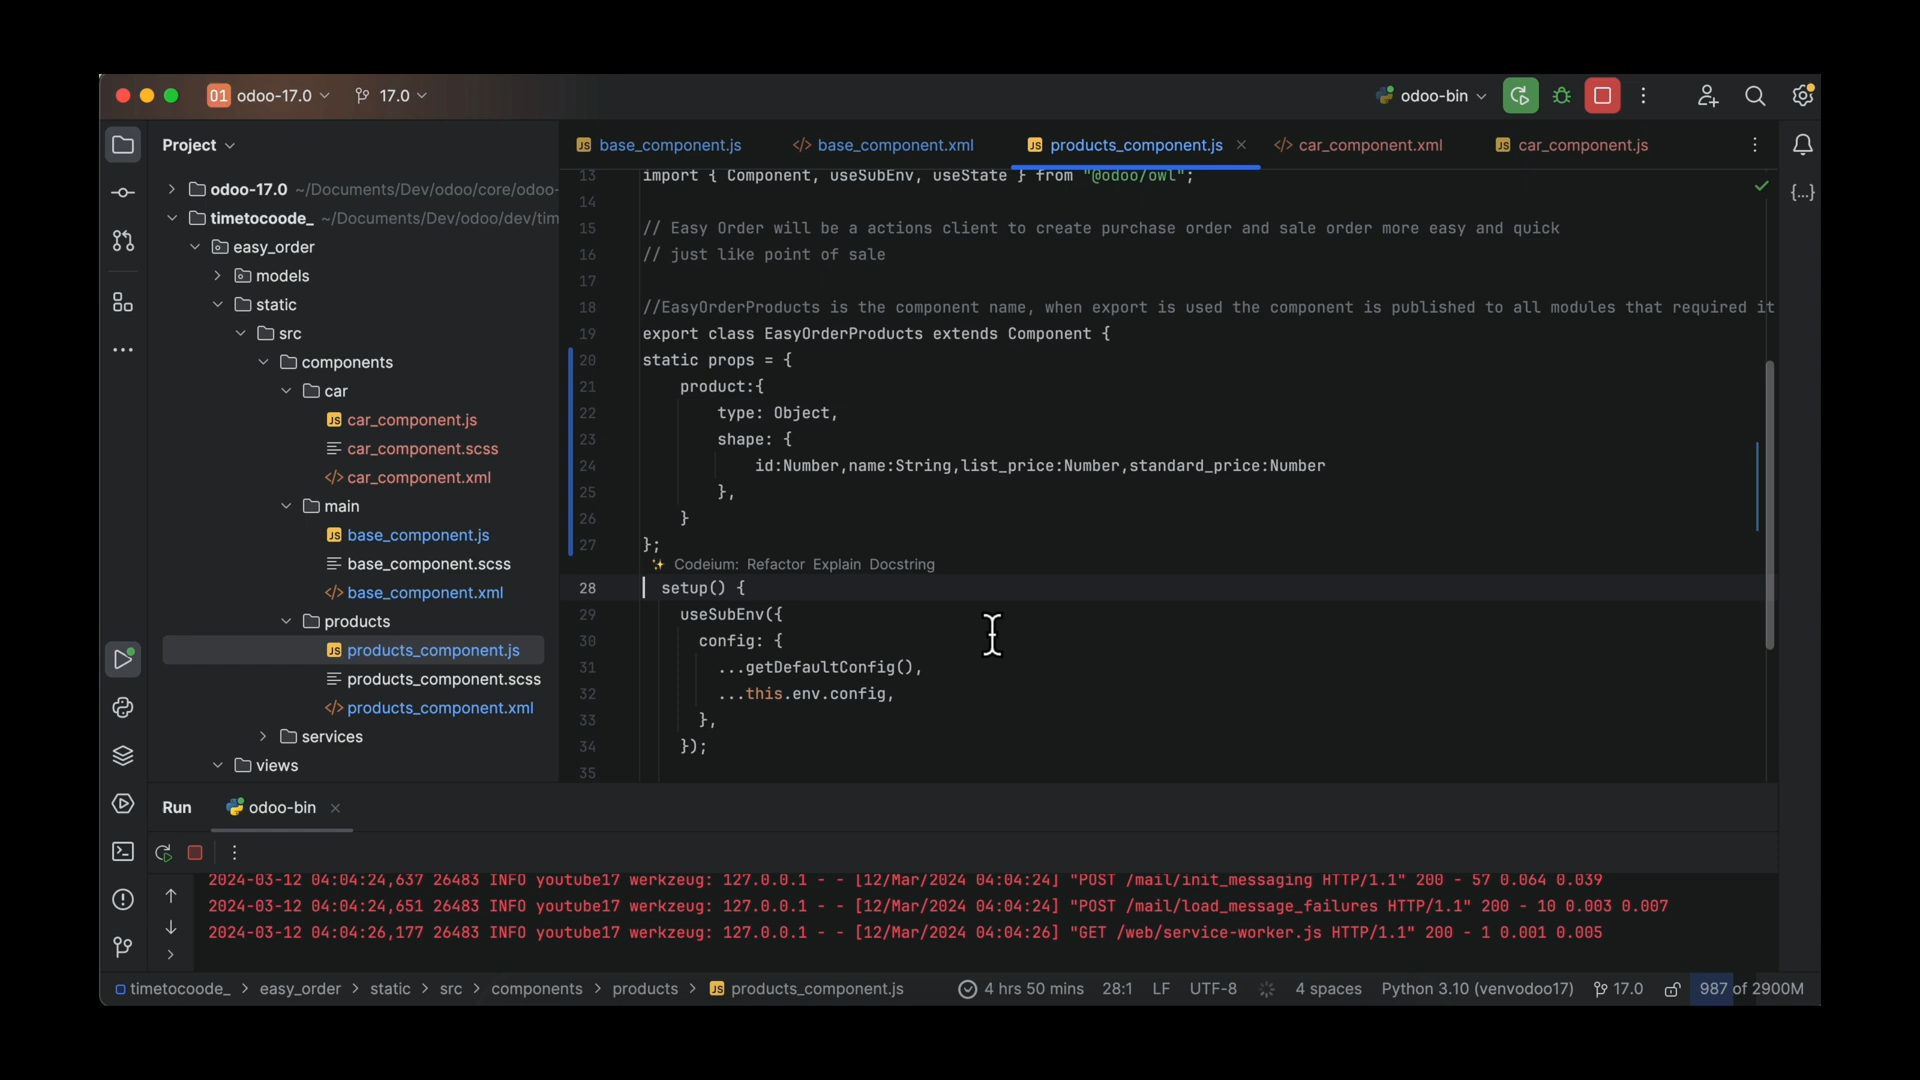 01 odoo-17.0 17.0 odoo-bin
Project
base_component.js base_component.xml products_component.js car_component.xml car_component.js
odoo-17.0 ~/Documents/Dev/odoo/core/odoo-
timetocoode_ ~/Documents/Dev/odoo/dev/tim
easy_order
models
static
src
components
car
JS car_component.js
car_component.scss
</> car_component.xml
main
JS base_component.js
base_component.scss
</> base_component.xml
products
JS products_component.js
products_component.scss
</> products_component.xml
services
views
13 import { Component, useSubEnv, useState } from "@odoo/owl";
14
15 // Easy Order will be a actions client to create purchase order and sale order more easy and quick
16 // just like point of sale
17
18 //EasyOrderProducts is the component name, when export is used the component is published to all modules that required it
19 export class EasyOrderProducts extends Component {
20 static props = {
21 product:{
22 type: Object,
23 shape: {
24 id:Number,name:String,list_price:Number,standard_price:Number
25 },
26 }
27 };
Codeium: Refactor Explain Docstring
28 setup() {
29 useSubEnv({
30 config: {
31 ...getDefaultConfig(),
32 ...this.env.config,
33 },
34 });
35
Run odoo-bin
2024-03-12 04:04:24,637 26483 INFO youtube17 werkzeug: 127.0.0.1 - - [12/Mar/2024 04:04:24] "POST /mail/init_messaging HTTP/1.1" 200 - 57 0.064 0.039
2024-03-12 04:04:24,651 26483 INFO youtube17 werkzeug: 127.0.0.1 - - [12/Mar/2024 04:04:24] "POST /mail/load_message_failures HTTP/1.1" 200 - 10 0.003 0.007
2024-03-12 04:04:26,177 26483 INFO youtube17 werkzeug: 127.0.0.1 - - [12/Mar/2024 04:04:26] "GET /web/service-worker.js HTTP/1.1" 200 - 1 0.001 0.005
timetocoode_ > easy_order > static > src > components > products > JS products_component.js 4 hrs 50 mins 28:1 LF UTF-8 4 spaces Python 3.10 (venvodoo17) 17.0 987 of 2900M